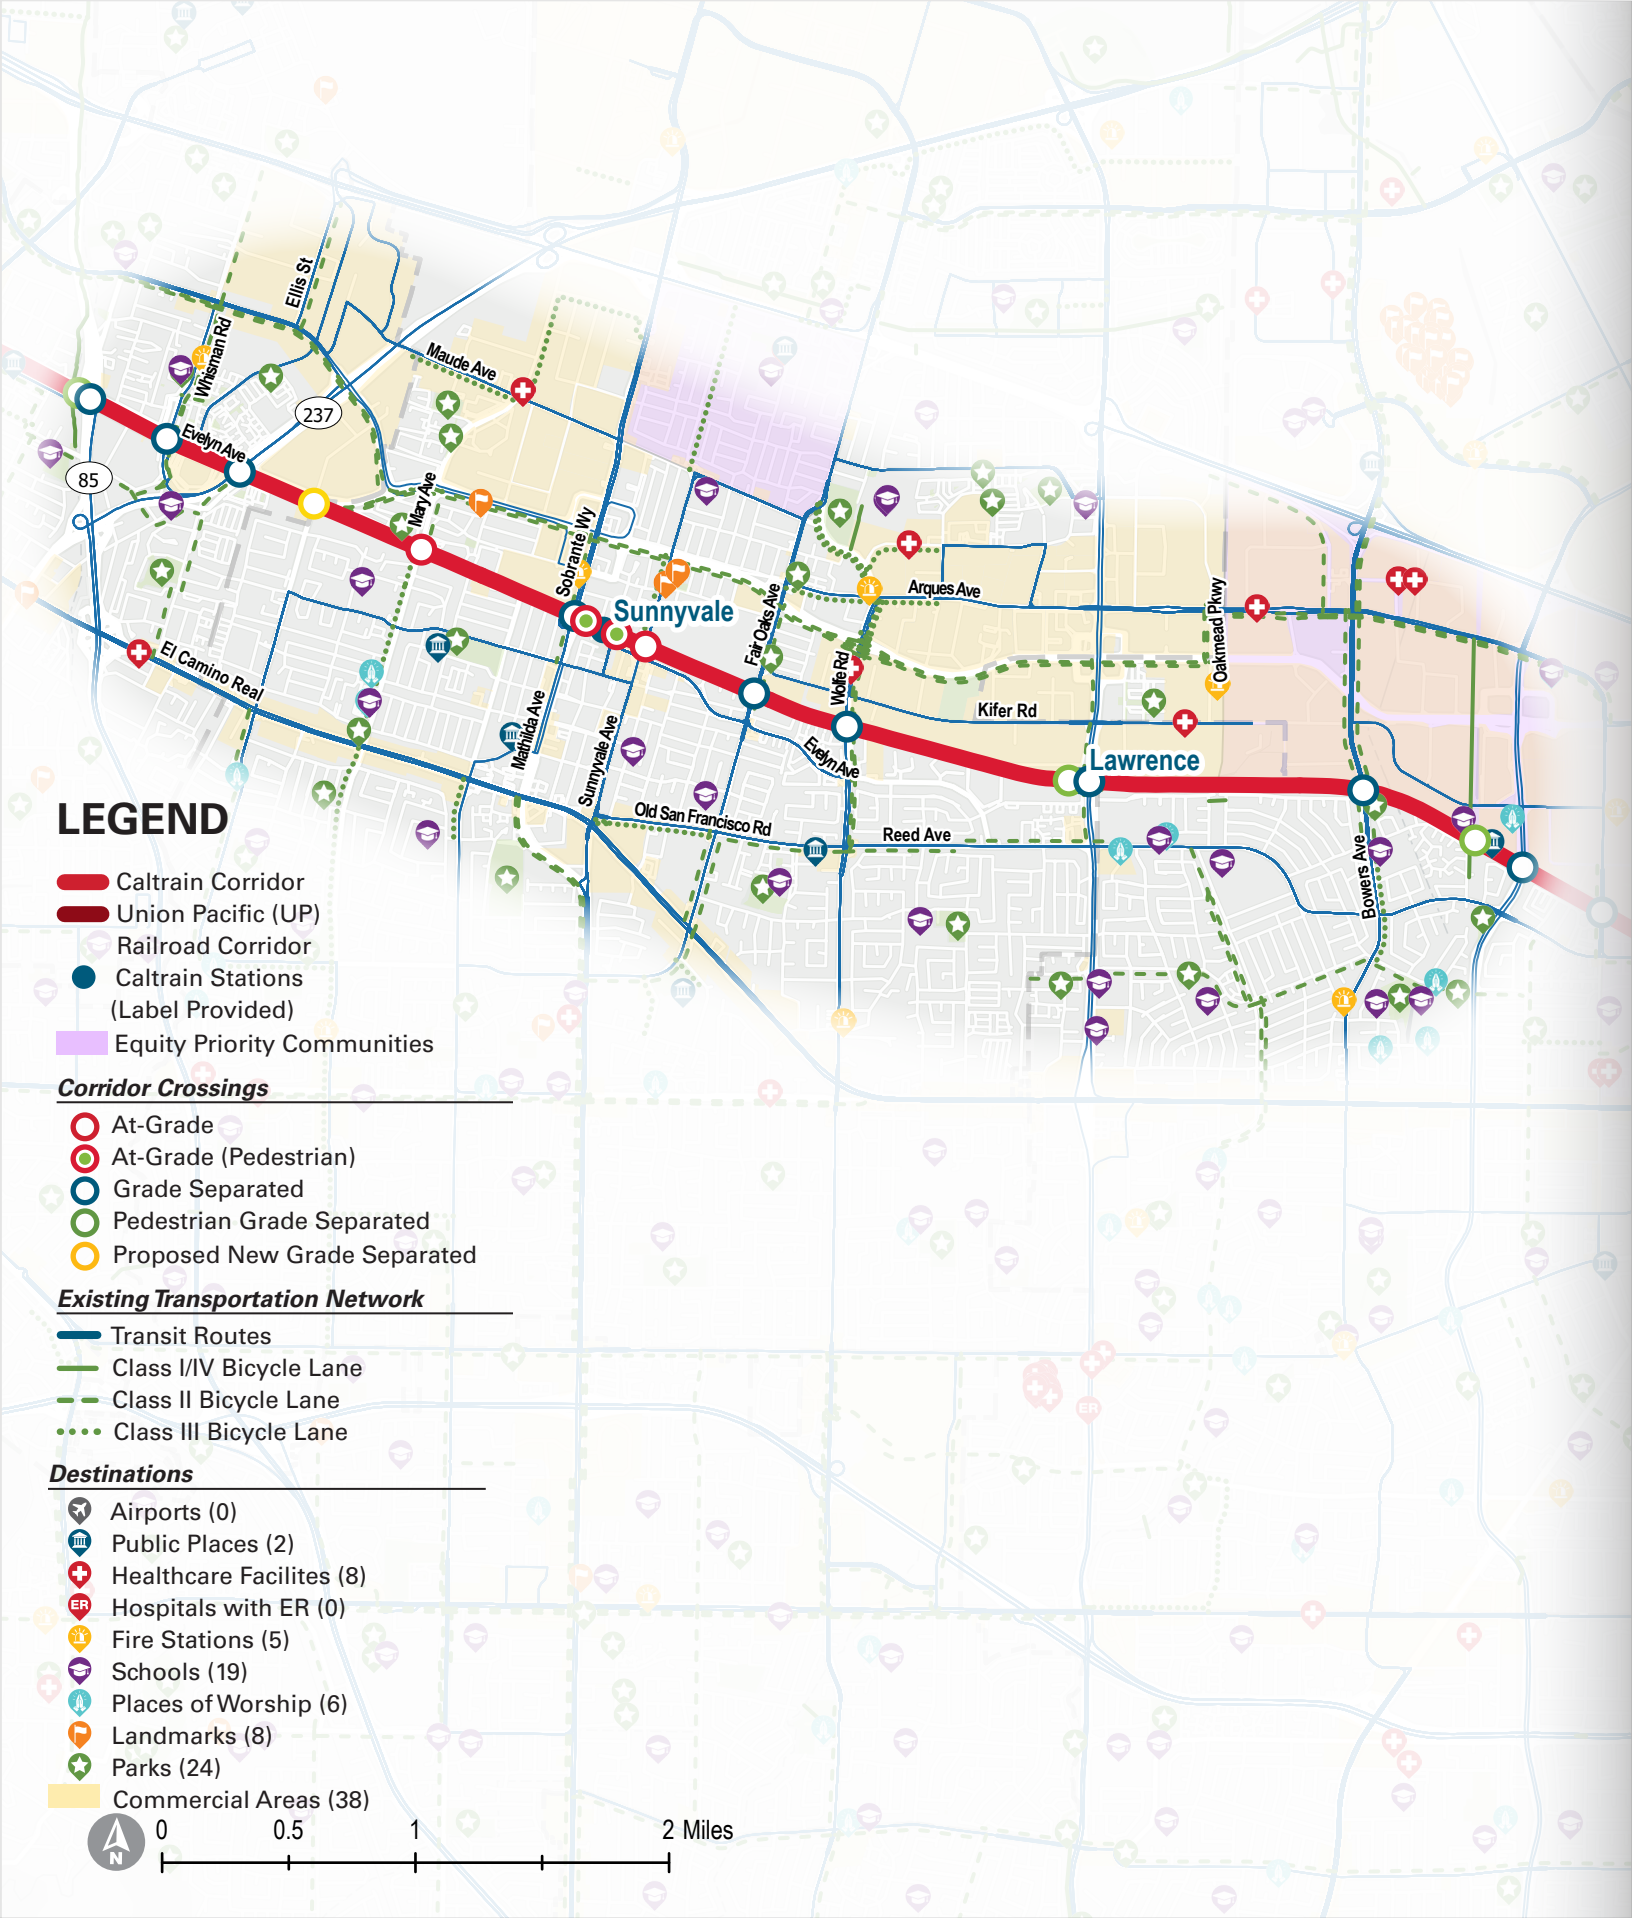 Ellis St
Whisman Rd
Maude Ave
237
Evelyn Ave
85
Mary Ave
Sobrante Wy
Sunnyvale
Arques Ave
Fair Oaks Ave
Oakmead Pkwy
El Camino Real
Wolfe Rd
Kifer Rd
Mathilda Ave
Sunnyvale Ave
Evelyn Ave
Lawrence
Old San Francisco Rd
Reed Ave
Bowers Ave
LEGEND
Caltrain Corridor
Union Pacific (UP)
Railroad Corridor
Caltrain Stations
(Label Provided)
Equity Priority Communities
Corridor Crossings
At-Grade
At-Grade (Pedestrian)
Grade Separated
Pedestrian Grade Separated
Proposed New Grade Separated
Existing Transportation Network
Transit Routes
Class I/IV Bicycle Lane
Class II Bicycle Lane
Class III Bicycle Lane
ER
Destinations
Airports (0)
Public Places (2)
Healthcare Facilites (8)
ER Hospitals with ER (0)
Fire Stations (5)
Schools (19)
Places of Worship (6)
Landmarks (8)
Parks (24)
Commercial Areas (38)
N
0 0.5 1 2 Miles